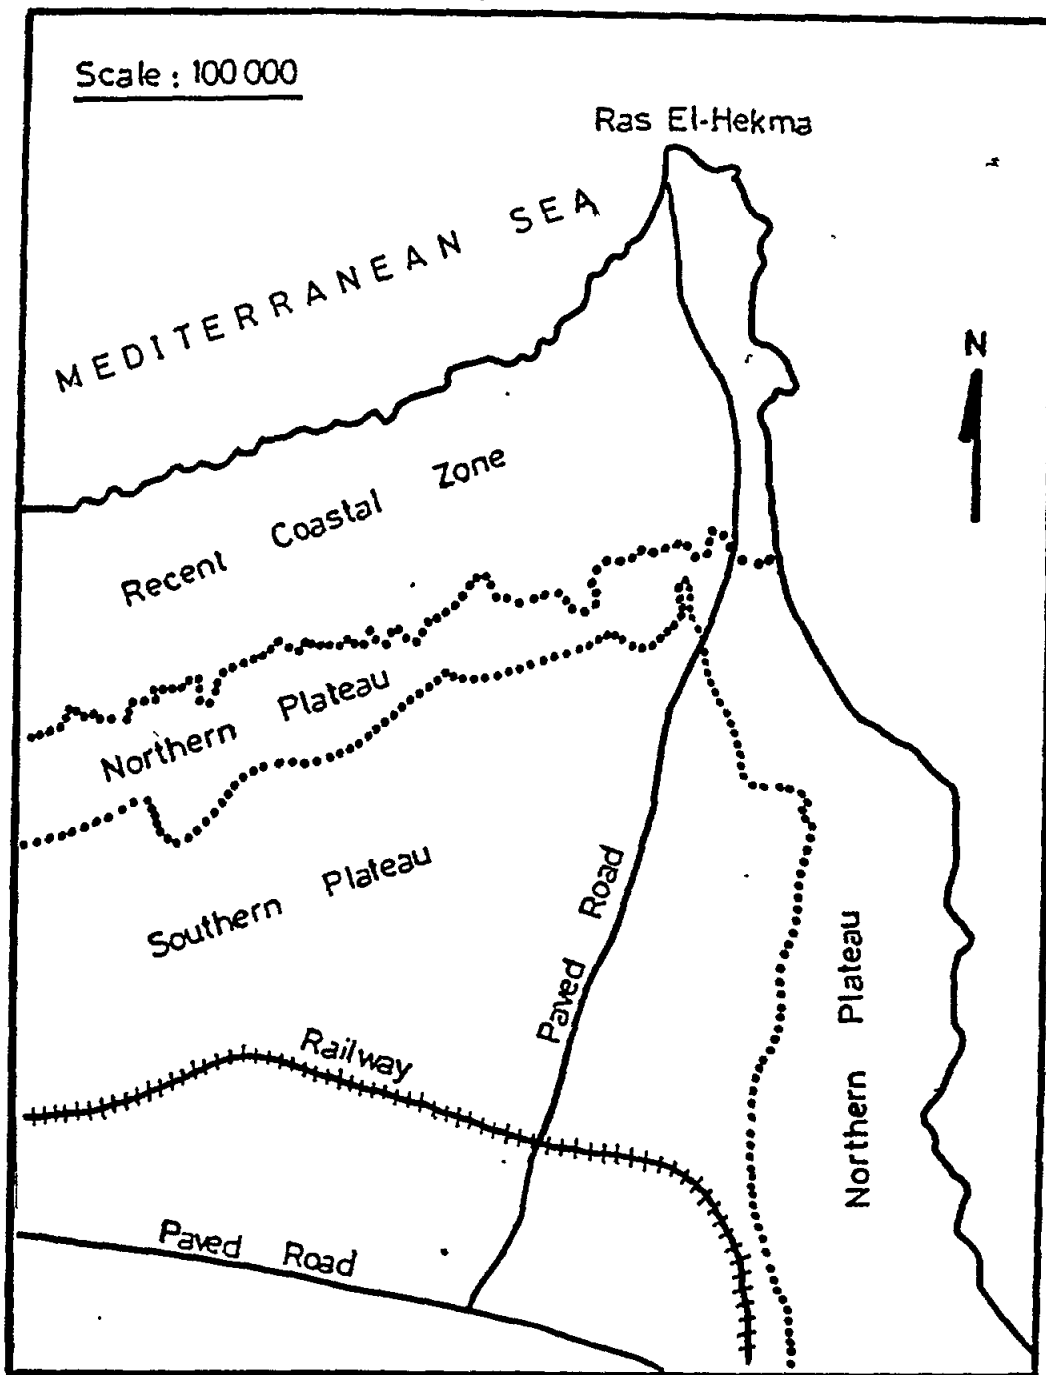 Scale : 100 000
Ras El-Hekma
MEDITERRANEAN SEA
N
Recent Coastal Zone
Northern Plateau
Southern Plateau
Paved Road
Northern Plateau
Railway
Paved Road